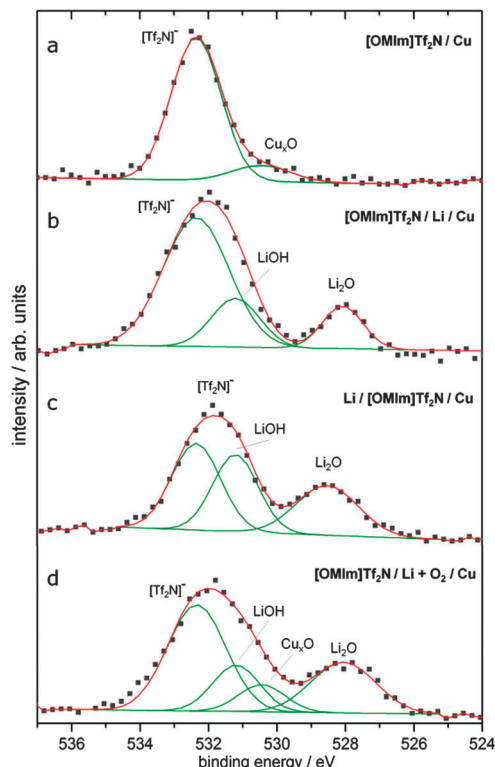 a
[Tf₂N]⁻
[OMIm]Tf₂N / Cu
CuₓO
b
[Tf₂N]⁻
[OMIm]Tf₂N / Li / Cu
LiOH
Li₂O
c
[Tf₂N]⁻
Li / [OMIm]Tf₂N / Cu
LiOH
Li₂O
d
[Tf₂N]⁻
[OMIm]Tf₂N / Li + O₂ / Cu
LiOH
CuₓO
Li₂O
intensity / arb. units
536 534 532 530 528 526 524
binding energy / eV